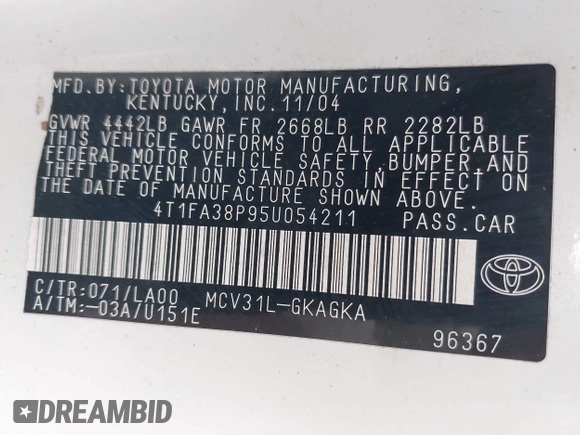 MFD.BY:TOYOTA MOTOR MANUFACTURING,
KENTUCKY, INC.11/04
GVWR 4442LB GAWR FR 2668LB RR 2282LB
THIS VEHICLE CONFORMS TO ALL APPLICABLE
FEDERAL MOTOR VEHICLE SAFETY, BUMPER, AND
THEFT PREVENTION STANDARDS IN EFFECT ON
THE DATE OF MANUFACTURE SHOWN ABOVE.
4T1FA38P95U054211 PASS.CAR
C/TR:071/LA00 MCV31L-GKAGKA
A/TM:-03A/U151E
96367
DREAMBID